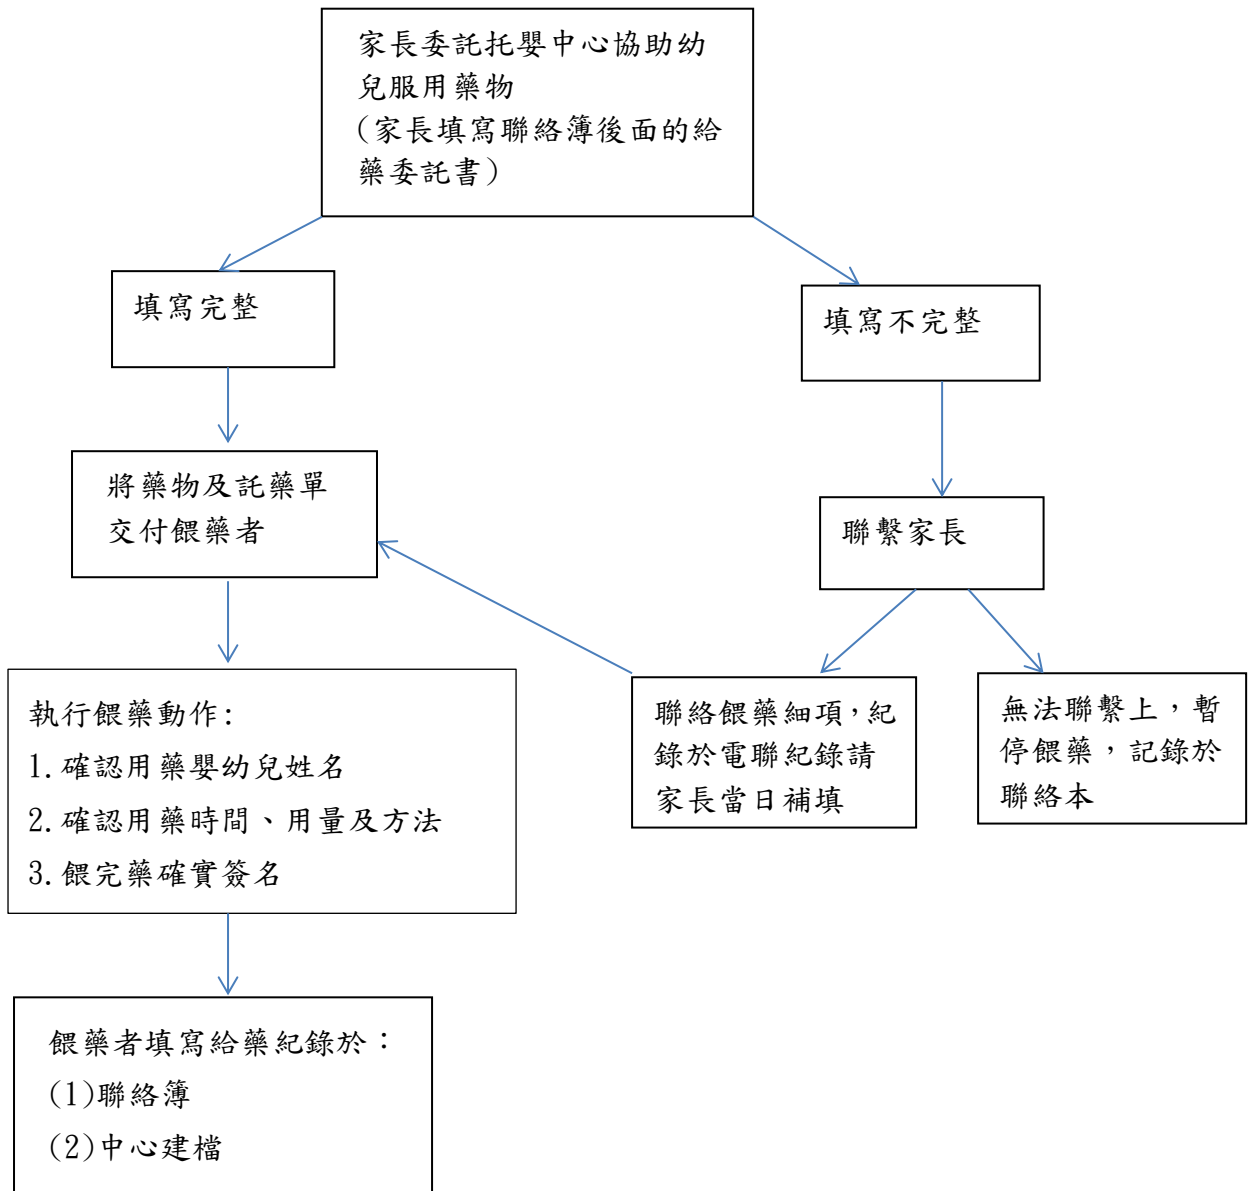 家長委託托嬰中心協助幼
兒服用藥物
(家長填寫聯絡簿後面的給
藥委託書)
填寫完整
填寫不完整
將藥物及託藥單
交付餵藥者
聯繫家長
執行餵藥動作:
1.確認用藥嬰幼兒姓名
2.確認用藥時間、用量及方法
3.餵完藥確實簽名
聯絡餵藥細項,紀
錄於電聯紀錄請
家長當日補填
無法聯繫上，暫
停餵藥，記錄於
聯絡本
餵藥者填寫給藥紀錄於：
(1)聯絡簿
(2)中心建檔